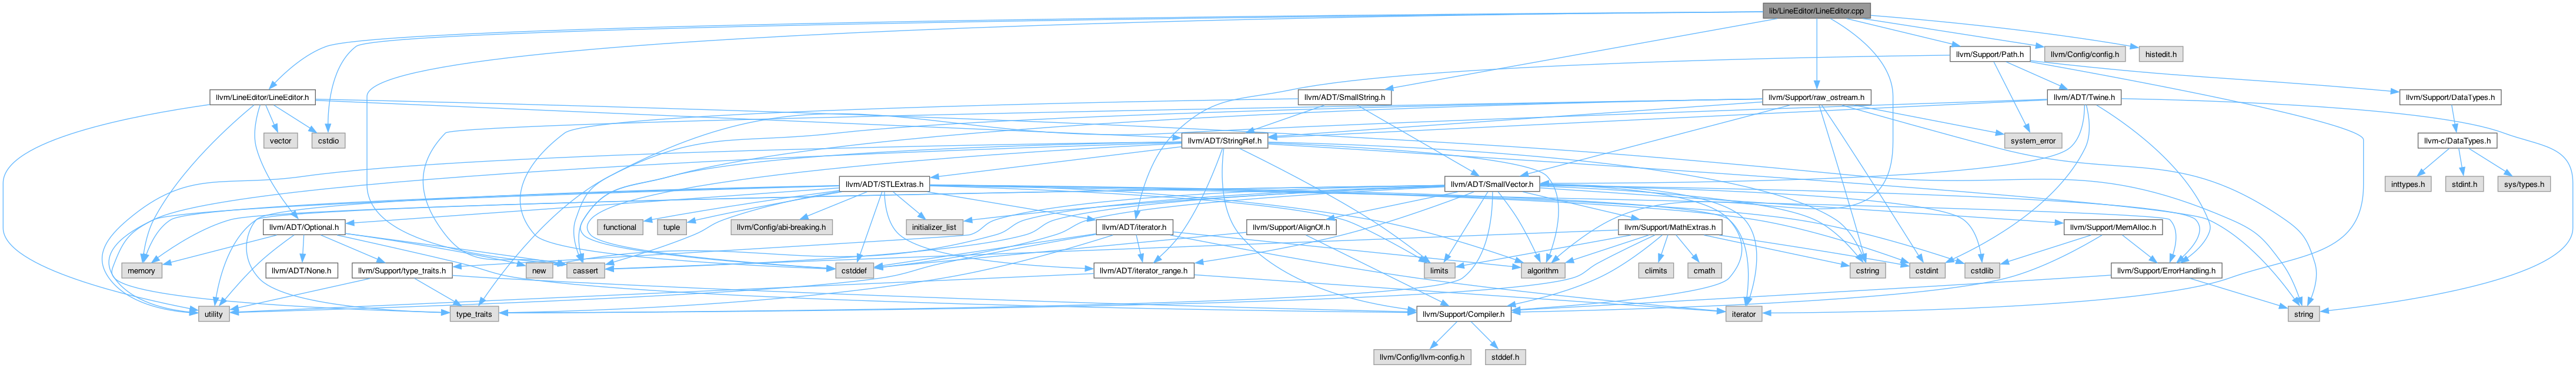 lib/LineEditor/LineEditor.cpp
llvm/Support/Path.h
llvm/Config/config.h
histedit.h
llvm/LineEditor/LineEditor.h
llvm/ADT/SmallString.h
llvm/Support/raw_ostream.h
llvm/ADT/Twine.h
llvm/Support/DataTypes.h
vector
cstdio
llvm/ADT/StringRef.h
system_error
llvm-c/DataTypes.h
llvm/ADT/STLExtras.h
llvm/ADT/SmallVector.h
inttypes.h
stdint.h
sys/types.h
llvm/ADT/Optional.h
functional
tuple
llvm/Config/abi-breaking.h
initializer_list
llvm/ADT/iterator.h
llvm/Support/AlignOf.h
llvm/Support/MathExtras.h
llvm/Support/MemAlloc.h
memory
llvm/ADT/None.h
llvm/Support/type_traits.h
new
cassert
cstddef
llvm/ADT/iterator_range.h
limits
algorithm
climits
cmath
cstring
cstdint
cstdlib
llvm/Support/ErrorHandling.h
utility
type_traits
llvm/Support/Compiler.h
iterator
string
llvm/Config/llvm-config.h
stddef.h